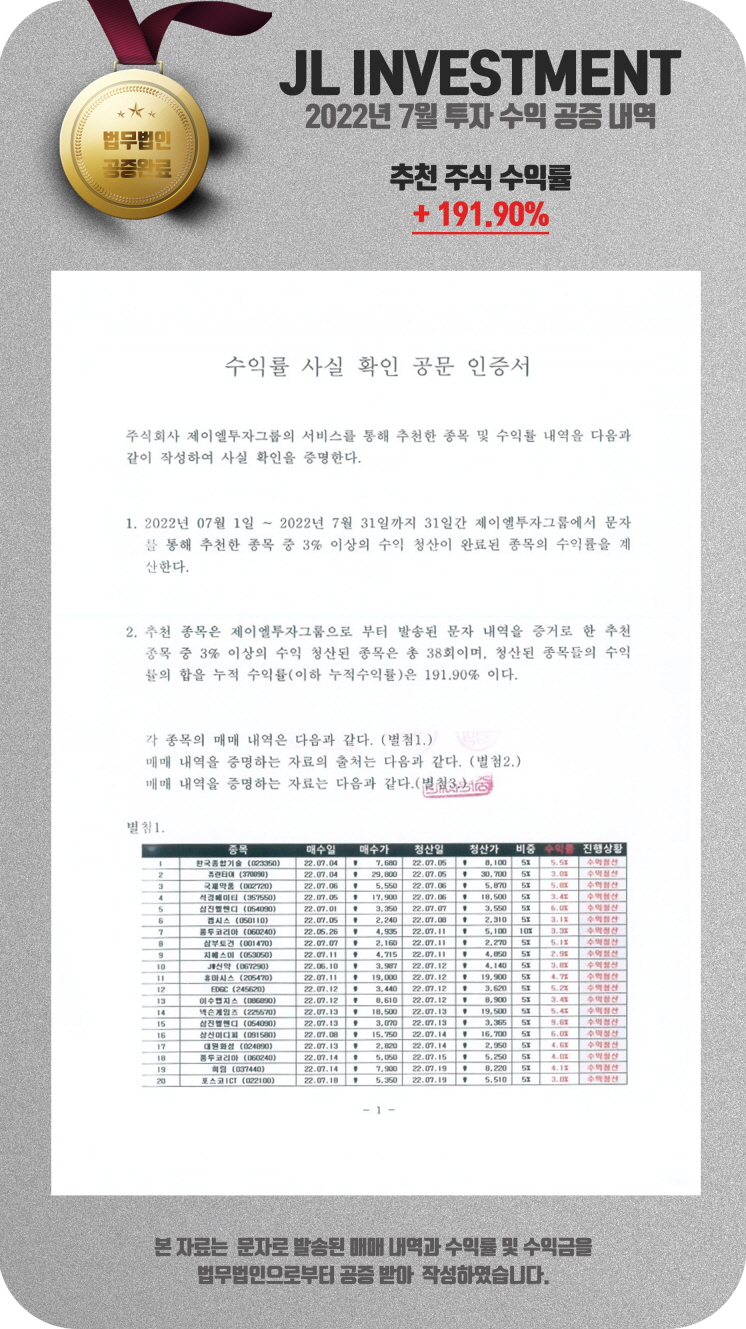 법무법인
공증완료
JL INVESTMENT
2022년 7월 투자 수익 공증 내역
추천 주식 수익률
+ 191.90%
수익률 사실 확인 공문 인증서
주식회사 제이엘투자그룹의 서비스를 통해 추천한 종목 및 수익률 내역을 다음과
같이 작성하여 사실 확인을 증명한다.
1. 2022년 07월 1일 ~ 2022년 7월 31일까지 31일간 제이엘투자그룹에서 문자
를 통해 추천한 종목 중 3% 이상의 수익 청산이 완료된 종목의 수익률을 계
산한다.
2. 추천 종목은 제이엘투자그룹으로 부터 발송된 문자 내역을 증거로 한 추천
종목 중 3% 이상의 수익 청산된 종목은 총 38회이며, 청산된 종목들의 수익
률의 합을 누적 수익률(이하 누적수익률)은 191.90% 이다.
각 종목의 매매 내역은 다음과 같다. (별첨1.)
매매 내역을 증명하는 자료의 출처는 다음과 같다. (별첨2.)
매매 내역을 증명하는 자료는 다음과 같다.(별첨3.)
별첨1.
종목 매수일 매수가 청산일 청산가 비중 수익률 진행상황
1 한국종합기술 (023350) 22.07.04 ₩ 7,680 22.07.05 ₩ 8,100 5% 5.5% 수익청산
2 쥬런티어 (370090) 22.07.04 ₩ 29,800 22.07.05 ₩ 30,700 5% 3.0% 수익청산
3 국제약품 (002720) 22.07.06 ₩ 5,550 22.07.06 ₩ 5,870 5% 5.8% 수익청산
4 석경에이티 (357550) 22.07.05 ₩ 17,900 22.07.06 ₩ 18,500 5% 3.4% 수익청산
5 삼진엘앤디 (054090) 22.07.01 ₩ 3,350 22.07.07 ₩ 3,550 5% 6.0% 수익청산
6 캡시스 (050110) 22.07.05 ₩ 2,240 22.07.08 ₩ 2,310 5% 3.1% 수익청산
7 풍두코리아 (060240) 22.05.26 ₩ 4,935 22.07.11 ₩ 5,100 10% 3.3% 수익청산
8 삼부토건 (001470) 22.07.07 ₩ 2,160 22.07.11 ₩ 2,270 5% 5.1% 수익청산
9 지에스이 (053050) 22.07.11 ₩ 4,715 22.07.11 ₩ 4,850 5% 2.9% 수익청산
10 JW신약 (067290) 22.06.10 ₩ 3,987 22.07.12 ₩ 4,140 5% 3.8% 수익청산
11 휴마시스 (205470) 22.07.11 ₩ 19,000 22.07.12 ₩ 19,900 5% 4.7% 수익청산
12 EDGC (245620) 22.07.12 ₩ 3,440 22.07.12 ₩ 3,620 5% 5.2% 수익청산
13 이수앱지스 (086890) 22.07.12 ₩ 8,610 22.07.12 ₩ 8,900 5% 3.4% 수익청산
14 넥슨게임즈 (225570) 22.07.13 ₩ 18,500 22.07.13 ₩ 19,500 5% 5.4% 수익청산
15 삼진엘앤디 (054090) 22.07.13 ₩ 3,070 22.07.13 ₩ 3,365 5% 9.6% 수익청산
16 상신이디피 (091580) 22.07.08 ₩ 15,750 22.07.14 ₩ 16,700 5% 6.0% 수익청산
17 대원화성 (024890) 22.07.13 ₩ 2,820 22.07.14 ₩ 2,950 5% 4.6% 수익청산
18 풍두코리아 (060240) 22.07.14 ₩ 5,050 22.07.15 ₩ 5,250 5% 4.0% 수익청산
19 희림 (037440) 22.07.14 ₩ 7,900 22.07.19 ₩ 8,220 5% 4.1% 수익청산
20 포스코ICT (022100) 22.07.18 ₩ 5,350 22.07.19 ₩ 5,510 5% 3.0% 수익청산
- 1 -
본 자료는 문자로 발송된 매매 내역과 수익률 및 수익금을
법무법인으로부터 공증 받아 작성하였습니다.